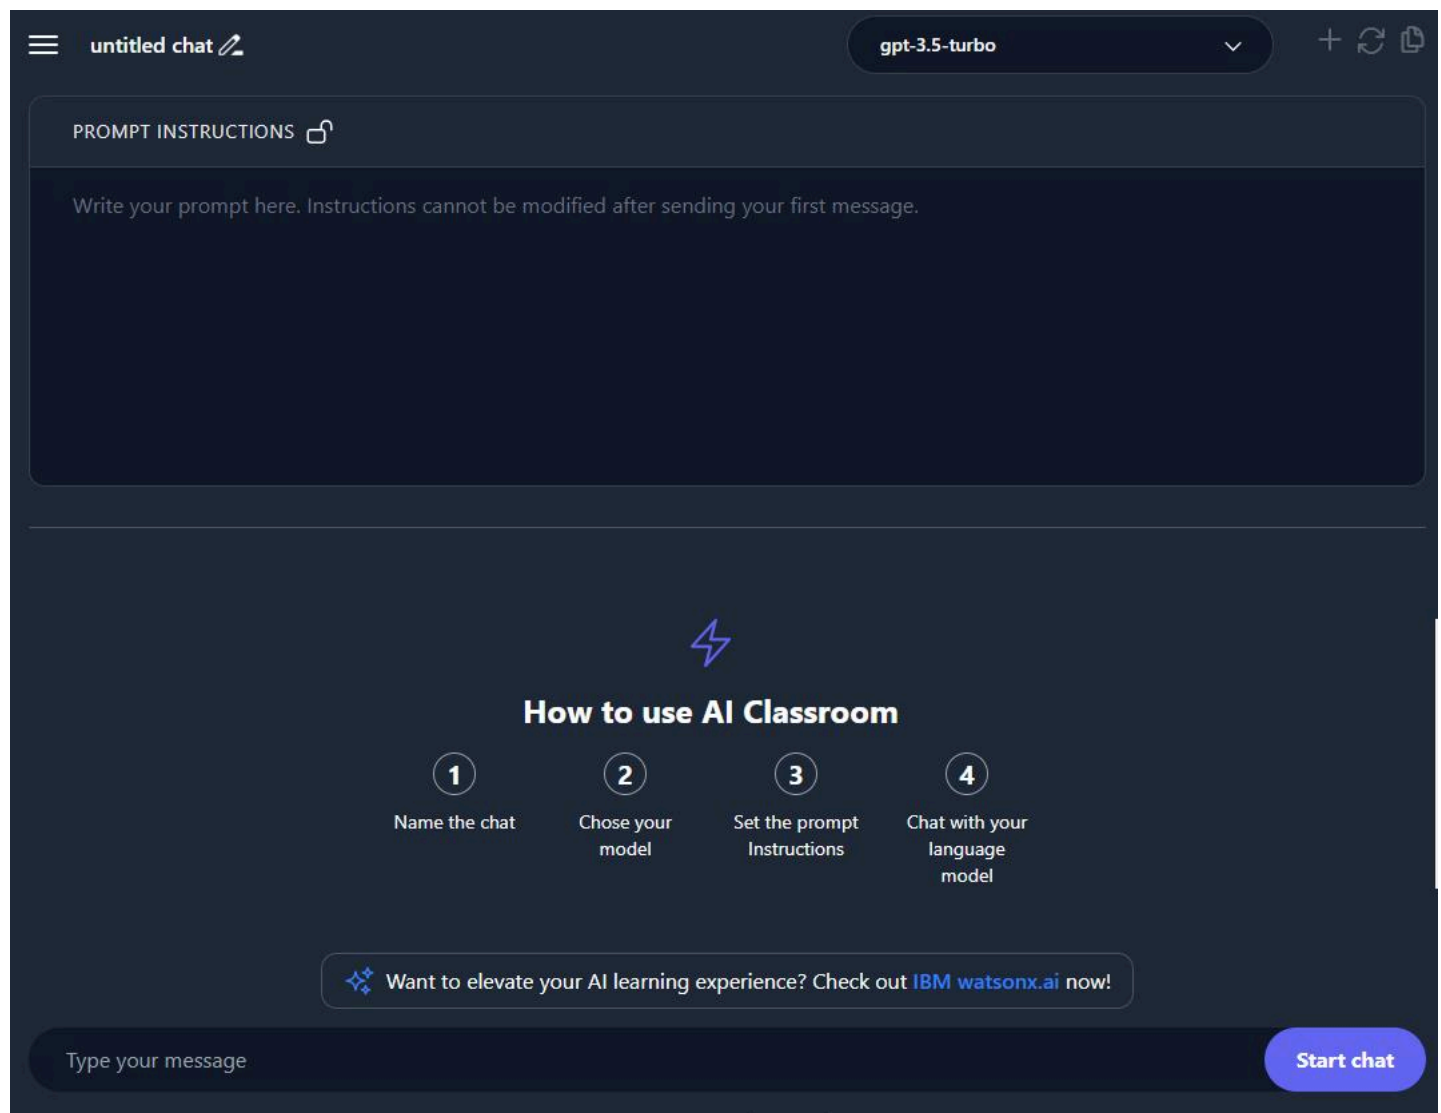 untitled chat
gpt-3.5-turbo
PROMPT INSTRUCTIONS
Write your prompt here. Instructions cannot be modified after sending your first message.
How to use AI Classroom
1
Name the chat
2
Chose your
model
3
Set the prompt
Instructions
4
Chat with your
language
model
Want to elevate your AI learning experience? Check out IBM watsonx.ai now!
Type your message
Start chat